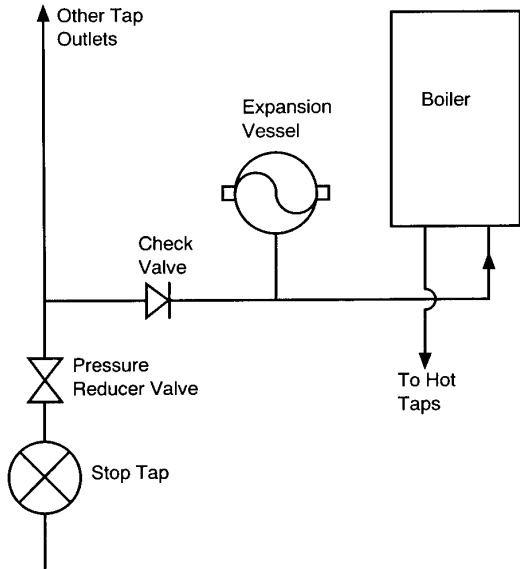 Other Tap
Outlets
Expansion
Vessel
Boiler
Check
Valve
Pressure
Reducer Valve
To Hot
Taps
Stop Tap